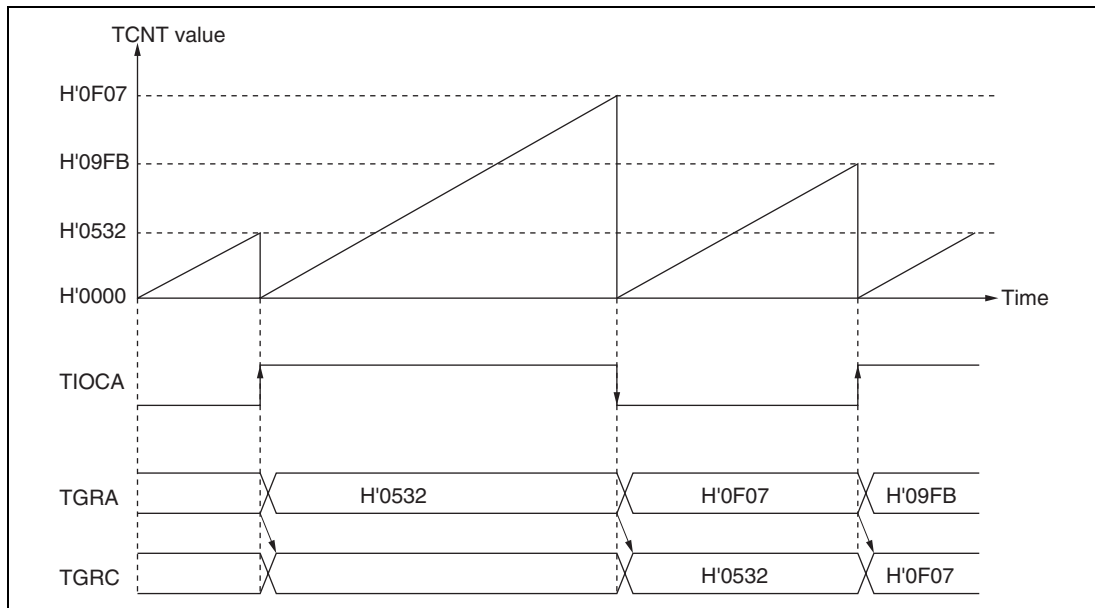 TCNT value
H'0F07
H'09FB
H'0532
H'0000
Time
TIOCA
TGRA H'0532 H'0F07 H'09FB
TGRC H'0532 H'0F07